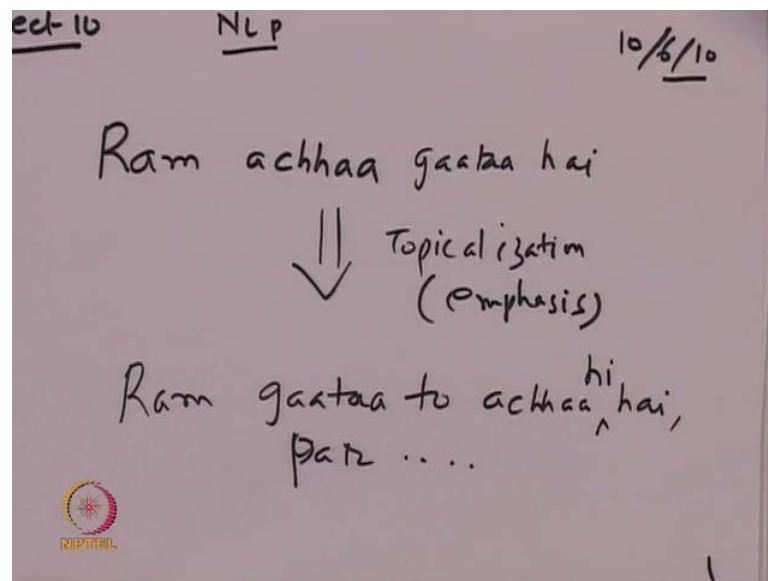 ect-10 NLP 10/6/10
Ram achhaa gaataa hai
Topicalization
(emphasis)
Ram gaataa to achhaa hi hai,
par ....
NPTEL